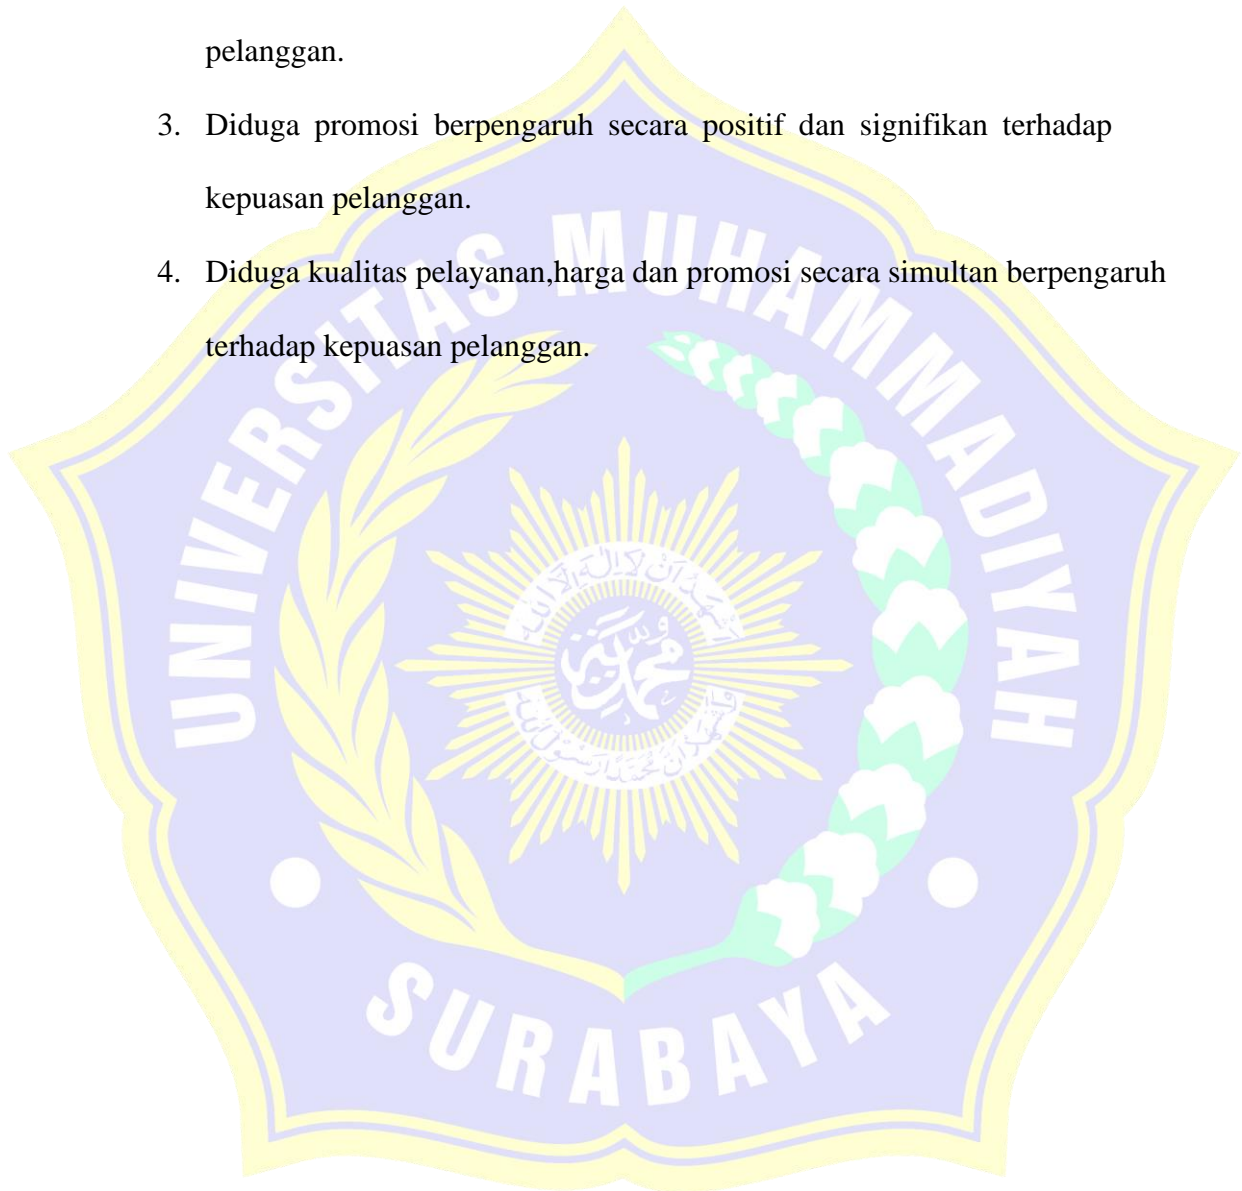 pelanggan.
3. Diduga promosi berpengaruh secara positif dan signifikan terhadap
kepuasan pelanggan.
4. Diduga kualitas pelayanan,harga dan promosi secara simultan berpengaruh
terhadap kepuasan pelanggan.
UNIVERSITAS MUHAMMADIYAH
محمد
SURABAYA